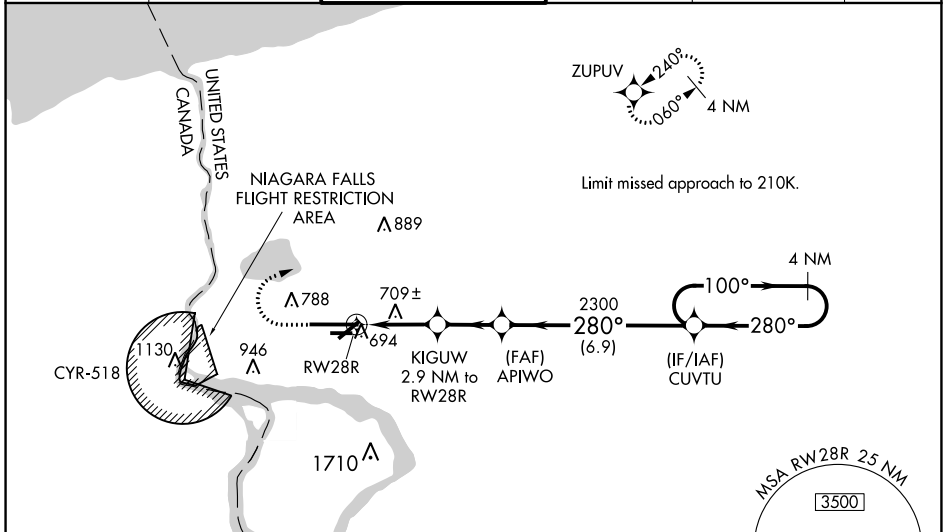 ZUPUV
240°
060°
4 NM
UNITED STATES
CANADA
NIAGARA FALLS
FLIGHT RESTRICTION
AREA
Limit missed approach to 210K.
889
4 NM
100°
788
709±
2300
280°
(6.9)
280°
694
1130
946
RW28R
KIGUW
2.9 NM to
RW28R
(FAF)
APIWO
(IF/IAF)
CUVTU
CYR-518
1710
MSA RW28R 25 NM
3500